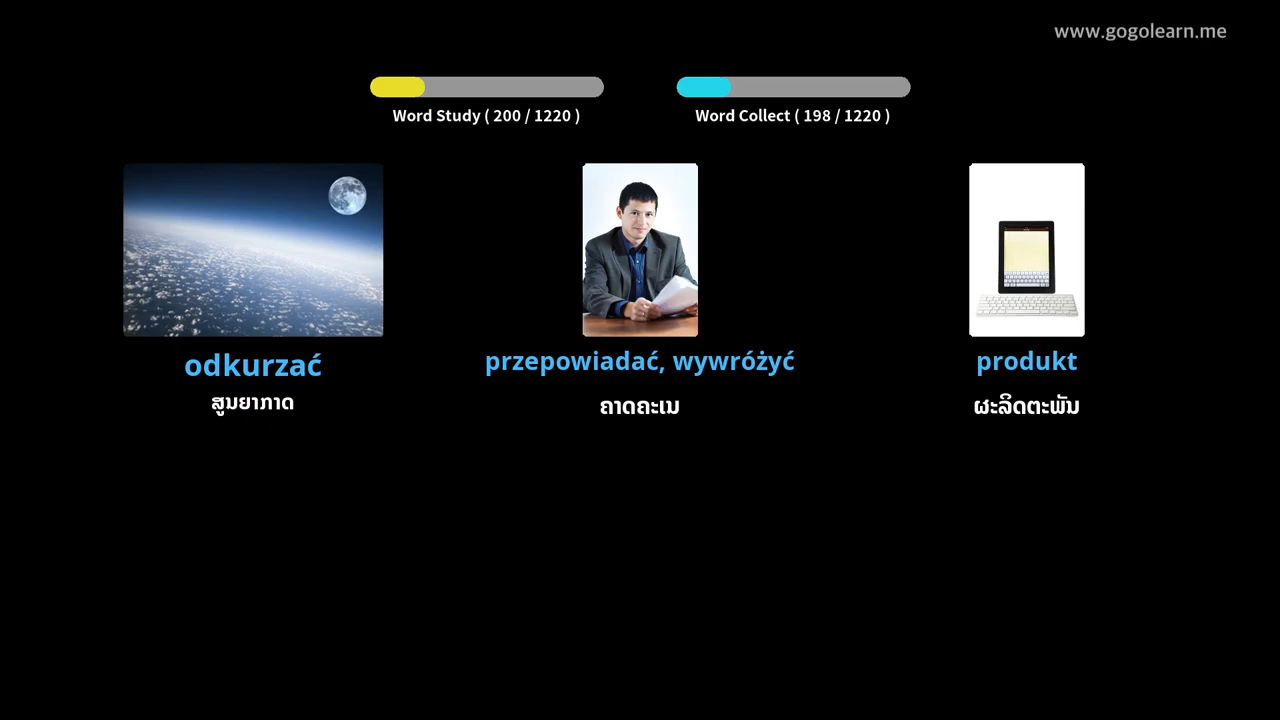 www.gogolearn.me
Word Study ( 200 / 1220 )
Word Collect ( 198 / 1220 )
odkurzać
ສູນຍາກາດ
przepowiadać, wywróżyć
ຄາດຄະເນ
produkt
ຜະລິດຕະພັນ